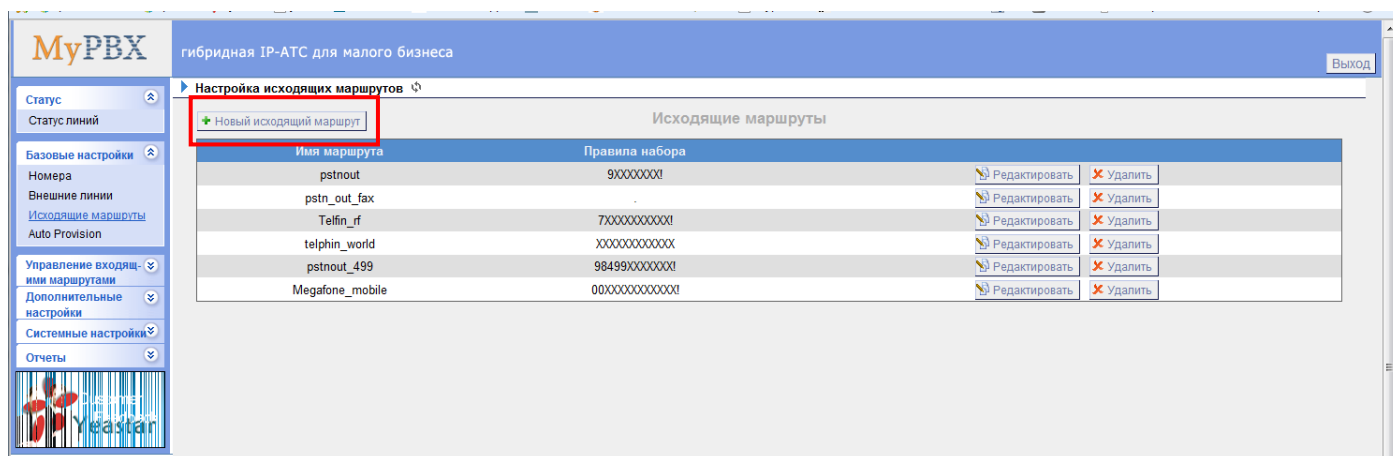 MyPBX
гибридная IP-АТС для малого бизнеса
Выход
Статус
Статус линий
Базовые настройки
Номера
Внешние линии
Исходящие маршруты
Auto Provision
Управление входящ-
ими маршрутами
Дополнительные
настройки
Системные настройки
Отчеты
Yeastar
Настройка исходящих маршрутов
Новый исходящий маршрут
Исходящие маршруты
Имя маршрута Правила набора
pstnout 9XXXXXXX! Редактировать Удалить
pstn_out_fax . Редактировать Удалить
Telfin_rf 7XXXXXXXXXX! Редактировать Удалить
telphin_world XXXXXXXXXXXX Редактировать Удалить
pstnout_499 98499XXXXXXX! Редактировать Удалить
Megafone_mobile 00XXXXXXXXXXX! Редактировать Удалить